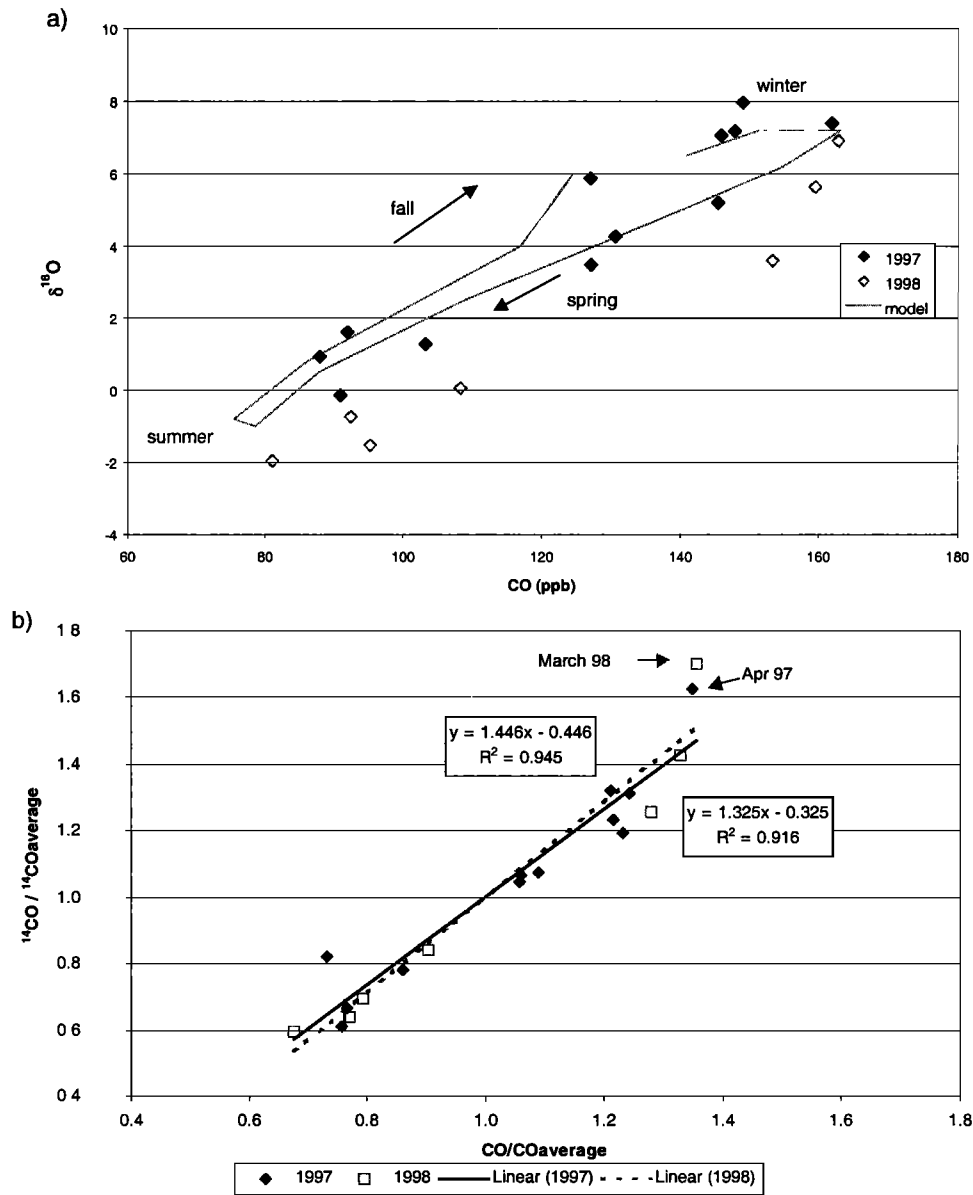 a)
10
8
6
4
2
0
-2
-4
δ18O
winter
fall
spring
summer
1997
1998
model
60
80
100
120
140
160
180
CO (ppb)
b)
1 8
1.6
1.4
1.2
1.0
0.8
0.6
0 4
14CO / 14COaverage
March 98
Apr 97
y = 1.446x - 0.446
R2 = 0.945
y = 1.325x - 0.325
R2 = 0.916
0.4
0.6
0.8
1.0
1.2
1.4
1.6
1.8
CO/COaverage
1997 1998 Linear (1997) Linear (1998)